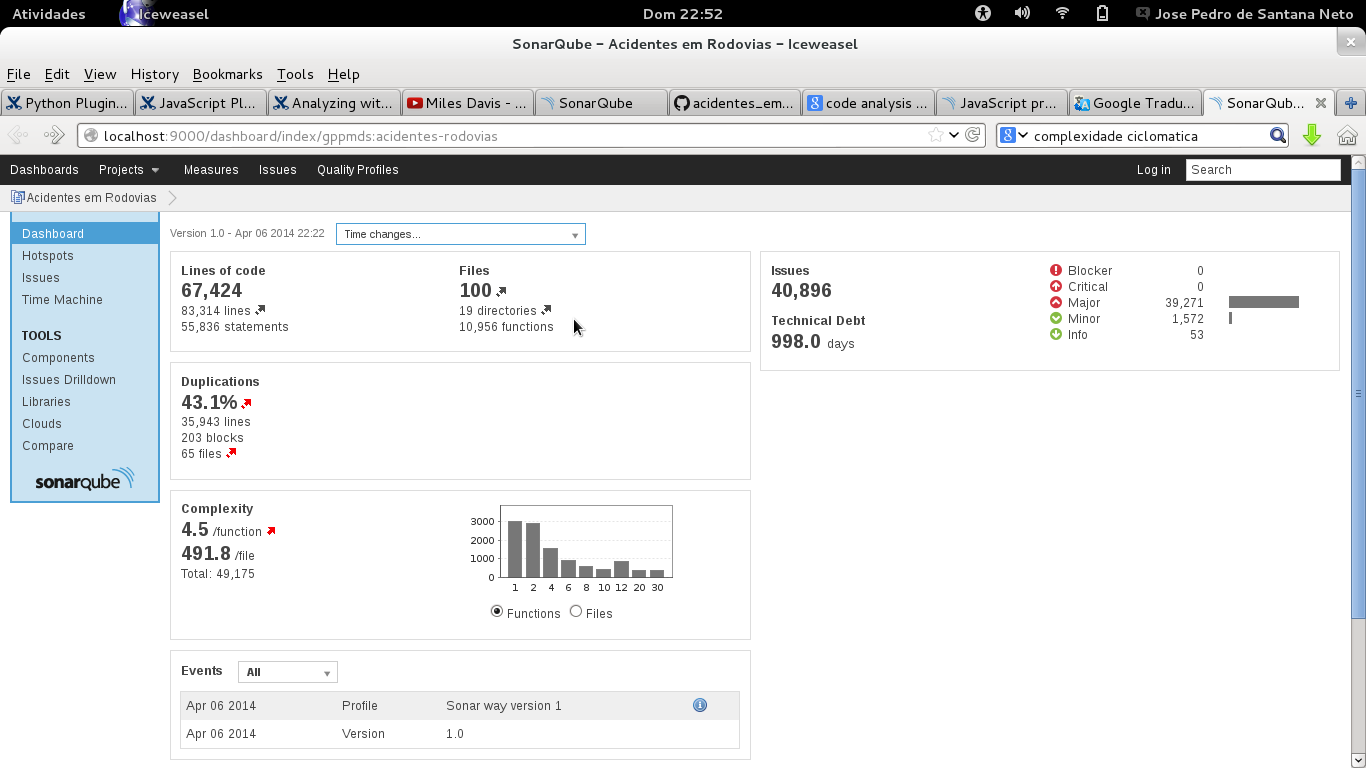 Atividades Iceweasel Dom 22:52 Jose Pedro de Santana Neto
SonarQube - Acidentes em Rodovias - Iceweasel
File Edit View History Bookmarks Tools Help
Python Plugin... JavaScript Pl... Analyzing wit... Miles Davis - ... SonarQube acidentes_em... code analysis ... JavaScript pr... Google Tradu... SonarQub...
localhost:9000/dashboard/index/gppmds:acidentes-rodovias complexidade ciclomatica
Dashboards Projects Measures Issues Quality Profiles Log in Search
Acidentes em Rodovias
Dashboard
Hotspots
Issues
Time Machine
TOOLS
Components
Issues Drilldown
Libraries
Clouds
Compare
sonarqube
Version 1.0 - Apr 06 2014 22:22 Time changes...
Lines of code
67,424
83,314 lines
55,836 statements
Files
100
19 directories
10,956 functions
Duplications
43.1%
35,943 lines
203 blocks
65 files
Complexity
4.5 /function
491.8 /file
Total: 49,175
3000
2000
1000
0
1 2 4 6 8 10 12 20 30
Functions Files
Events All
Apr 06 2014 Profile Sonar way version 1
Apr 06 2014 Version 1.0
Issues
40,896
Technical Debt
998.0 days
Blocker 0
Critical 0
Major 39,271
Minor 1,572
Info 53